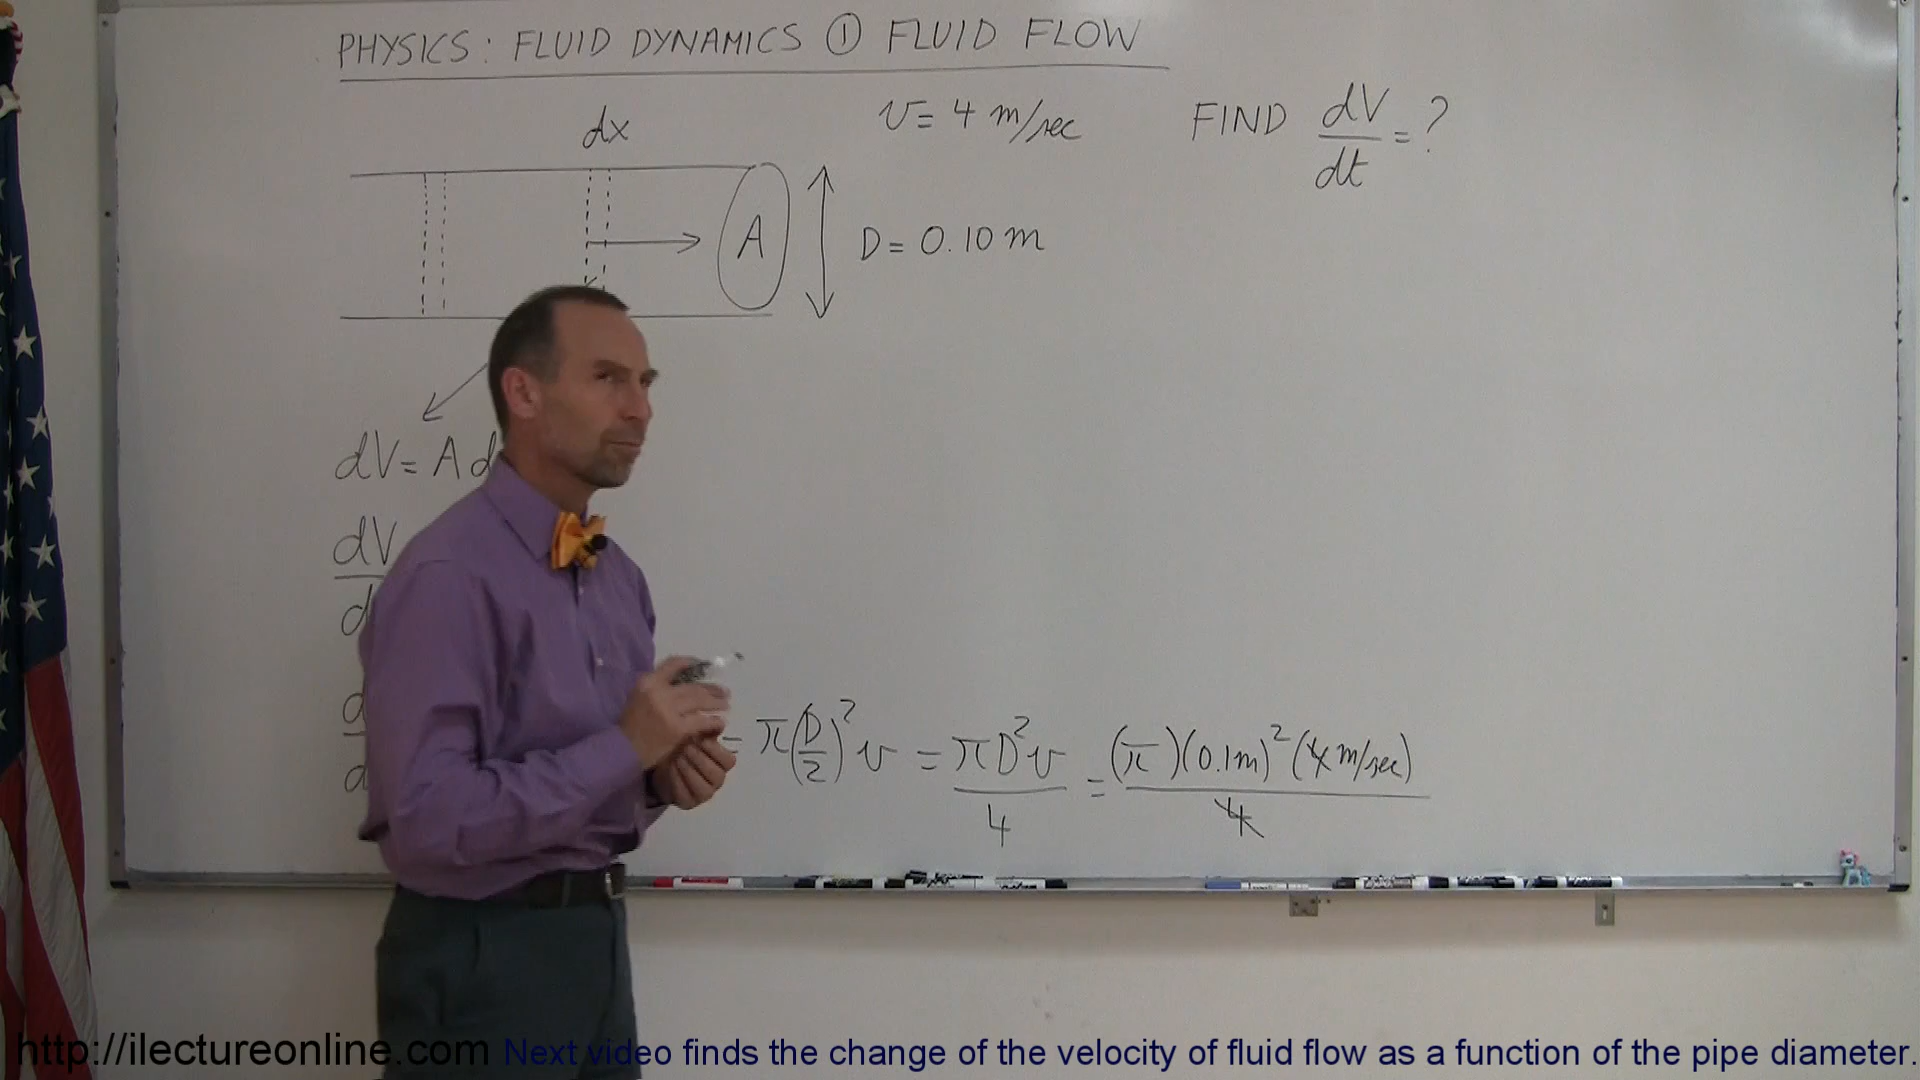 PHYSICS: FLUID DYNAMICS ① FLUID FLOW
dx
v = 4 m/sec
FIND dV/dt = ?
A
D = 0.10 m
dV = A d
dV
d
d
d
= π(D/2)² v = πD²v/4 = (π)(0.1m)²(4 m/sec)/4
http://ilectureonline.com Next video finds the change of the velocity of fluid flow as a function of the pipe diameter.